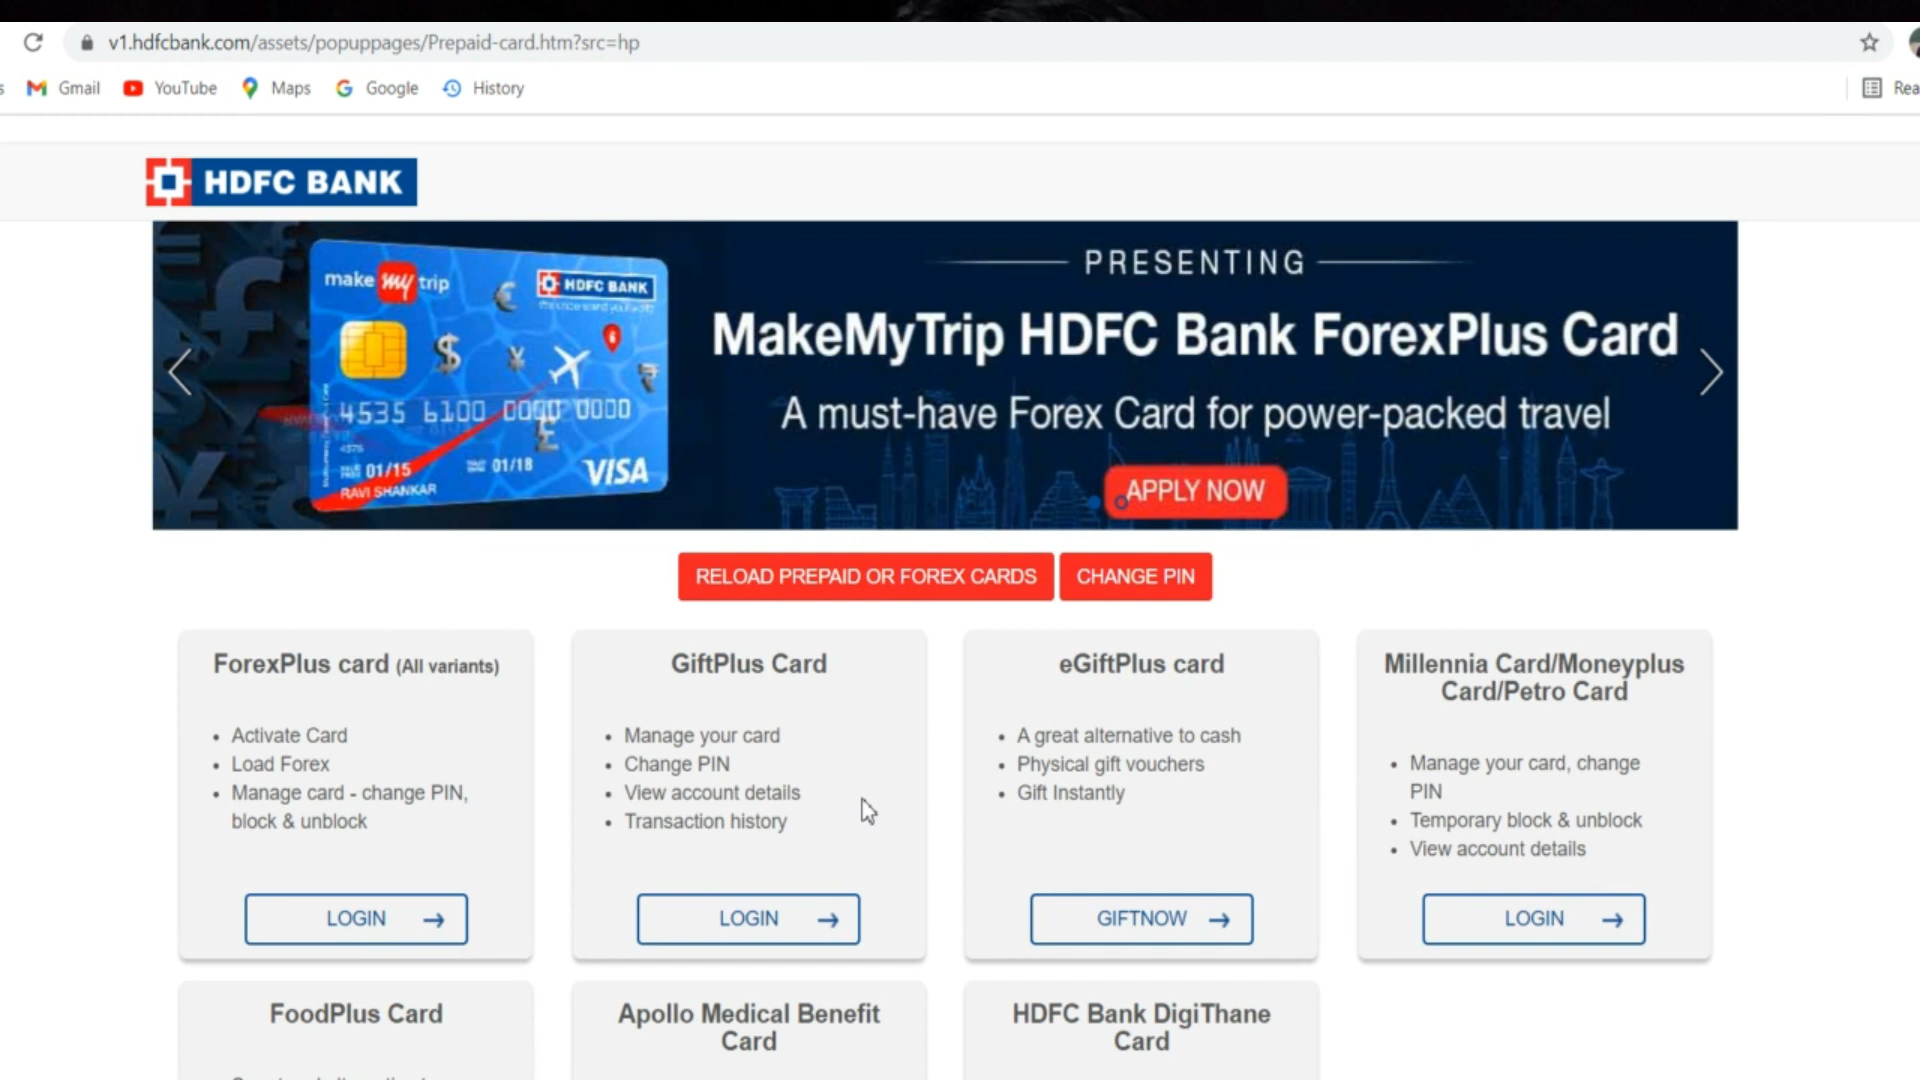 v1.hdfcbank.com/assets/popuppages/Prepaid-card.htm?src=hp
s Gmail YouTube Maps Google History Rea
HDFC BANK
make my trip HDFC BANK
4535 6100 0000 0000
4375
01/15 01/18
RAVI SHANKAR
VISA
PRESENTING
MakeMyTrip HDFC Bank ForexPlus Card
A must-have Forex Card for power-packed travel
APPLY NOW
RELOAD PREPAID OR FOREX CARDS CHANGE PIN
ForexPlus card (All variants)
• Activate Card
• Load Forex
• Manage card - change PIN,
block & unblock
LOGIN →
GiftPlus Card
• Manage your card
• Change PIN
• View account details
• Transaction history
LOGIN →
eGiftPlus card
• A great alternative to cash
• Physical gift vouchers
• Gift Instantly
GIFTNOW →
Millennia Card/Moneyplus
Card/Petro Card
• Manage your card, change
PIN
• Temporary block & unblock
• View account details
LOGIN →
FoodPlus Card
Apollo Medical Benefit
Card
HDFC Bank DigiThane
Card